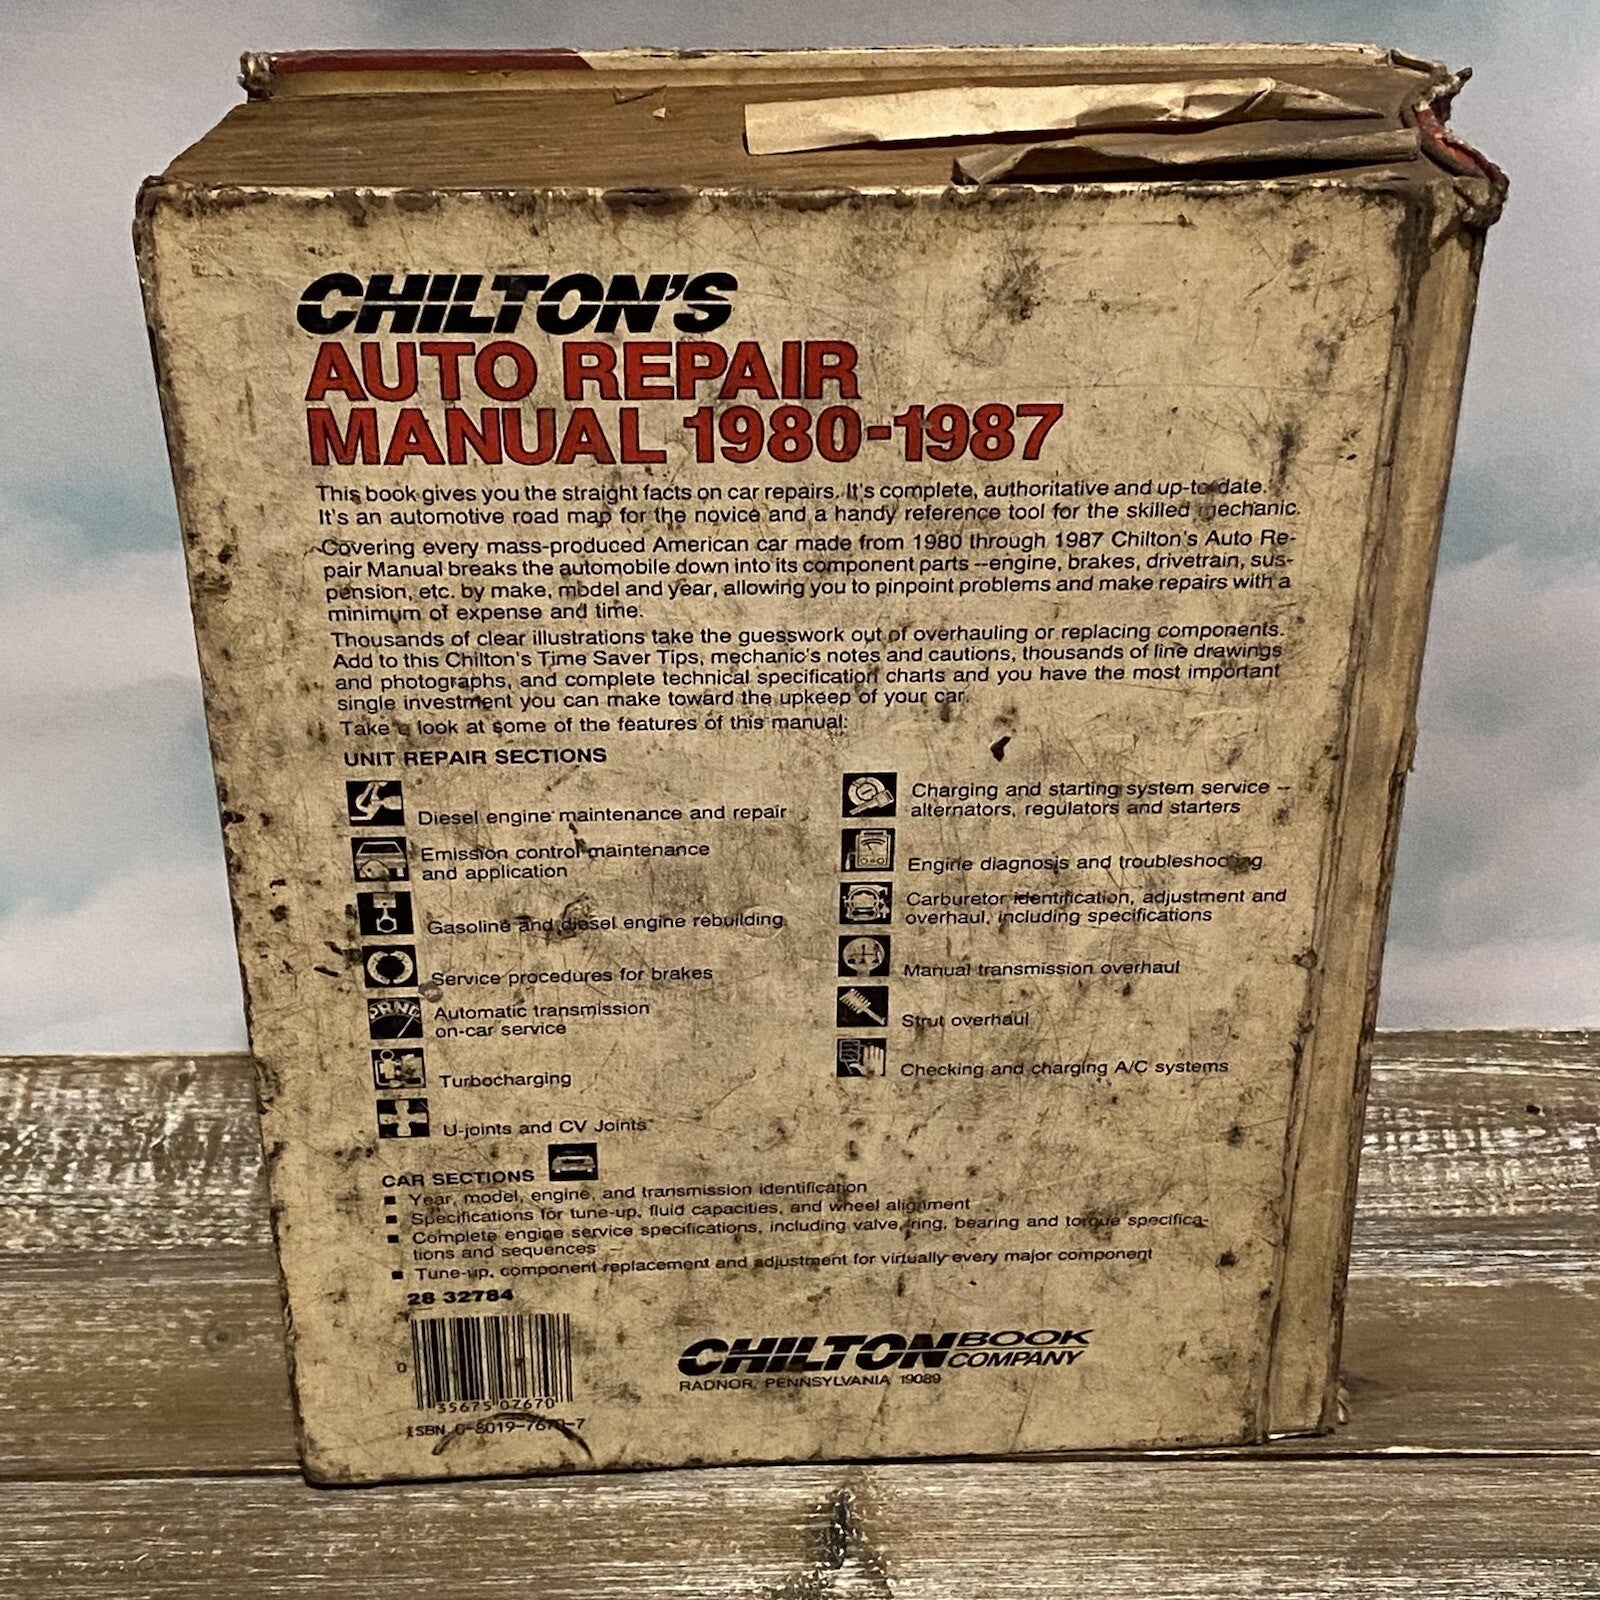 CHILTON'S
AUTO REPAIR
MANUAL 1980-1987
This book gives you the straight facts on car repairs. It's complete, authoritative and up-to-date.
It's an automotive road map for the novice and a handy reference tool for the skilled mechanic.
Covering every mass-produced American car made from 1980 through 1987 Chilton's Auto Re-
pair Manual breaks the automobile down into its component parts --engine, brakes, drivetrain, sus-
pension, etc. by make, model and year, allowing you to pinpoint problems and make repairs with a
minimum of expense and time.
Thousands of clear illustrations take the guesswork out of overhauling or replacing components.
Add to this Chilton's Time Saver Tips, mechanic's notes and cautions, thousands of line drawings
and photographs, and complete technical specification charts and you have the most important
single investment you can make toward the upkeep of your car.
Take a look at some of the features of this manual:
UNIT REPAIR SECTIONS
Diesel engine maintenance and repair
Emission control maintenance
and application
Gasoline and diesel engine rebuilding
Service procedures for brakes
PRND
Automatic transmission
on-car service
Turbocharging
U-joints and CV Joints
Charging and starting system service --
alternators, regulators and starters
Engine diagnosis and troubleshooting
Carburetor identification, adjustment and
overhaul, including specifications
Manual transmission overhaul
Strut overhaul
Checking and charging A/C systems
CAR SECTIONS
■ Year, model, engine, and transmission identification
■ Specifications for tune-up, fluid capacities, and wheel alignment
■ Complete engine service specifications, including valve, ring, bearing and torque specifica-
tions and sequences
■ Tune-up, component replacement and adjustment for virtually every major component
28 32784
0 35675 07670
ISBN 0-8019-7670-7
CHILTON BOOK
COMPANY
RADNOR, PENNSYLVANIA 19089